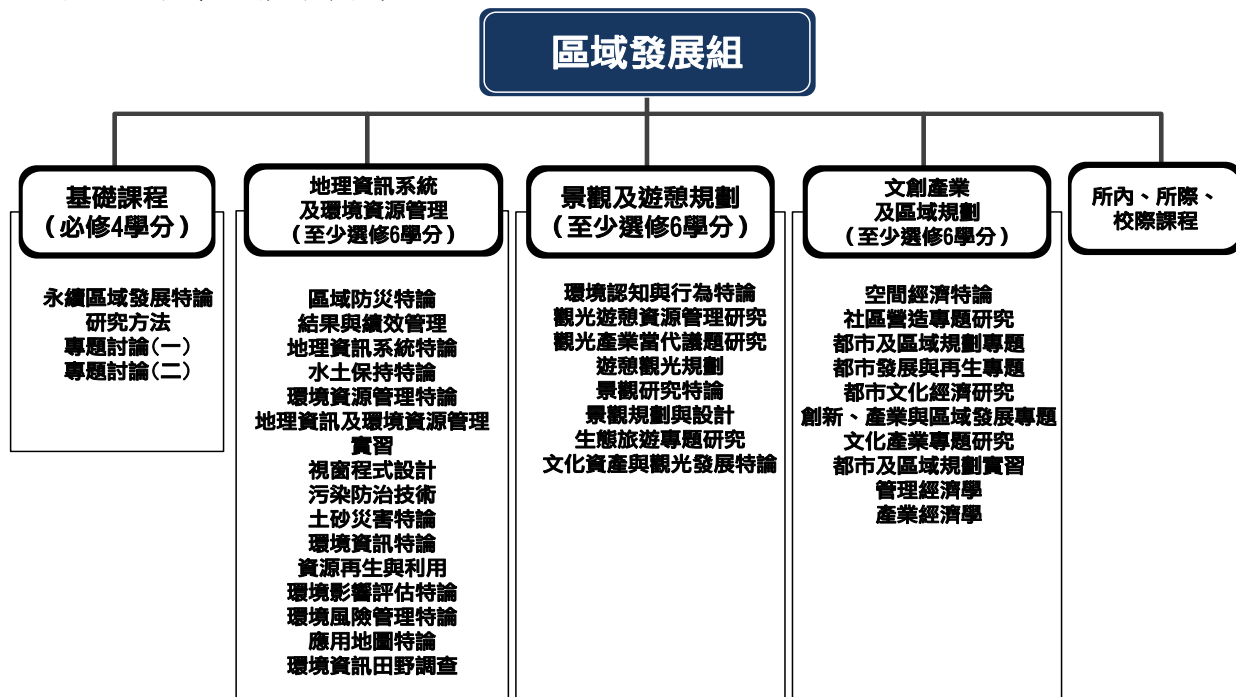 區域發展組
基礎課程
（必修4學分）
永續區域發展特論
研究方法
專題討論(一)
專題討論(二)
地理資訊系統
及環境資源管理
（至少選修6學分）
區域防災特論
結果與績效管理
地理資訊系統特論
水土保持特論
環境資源管理特論
地理資訊及環境資源管理
實習
視窗程式設計
污染防治技術
土砂災害特論
環境資訊特論
資源再生與利用
環境影響評估特論
環境風險管理特論
應用地圖特論
環境資訊田野調查
景觀及遊憩規劃
（至少選修6學分）
環境認知與行為特論
觀光遊憩資源管理研究
觀光產業當代議題研究
遊憩觀光規劃
景觀研究特論
景觀規劃與設計
生態旅遊專題研究
文化資產與觀光發展特論
文創產業
及區域規劃
（至少選修6學分）
空間經濟特論
社區營造專題研究
都市及區域規劃專題
都市發展與再生專題
都市文化經濟研究
創新、產業與區域發展專題
文化產業專題研究
都市及區域規劃實習
管理經濟學
產業經濟學
所內、所際、
校際課程